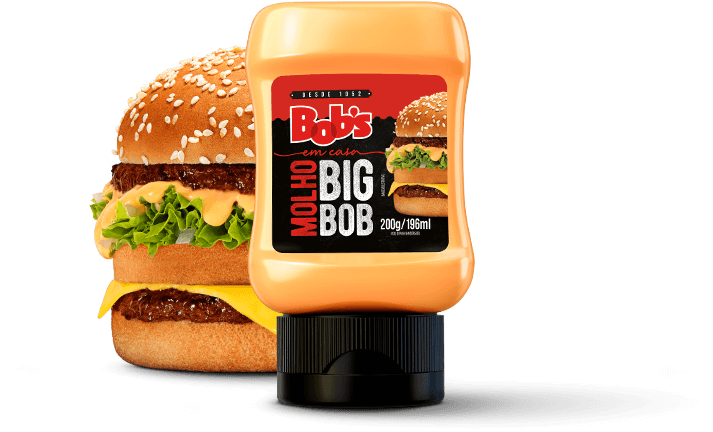 DESDE 1952
Bob's
em casa
MOLHO
BIG
BOB
200g/196ml